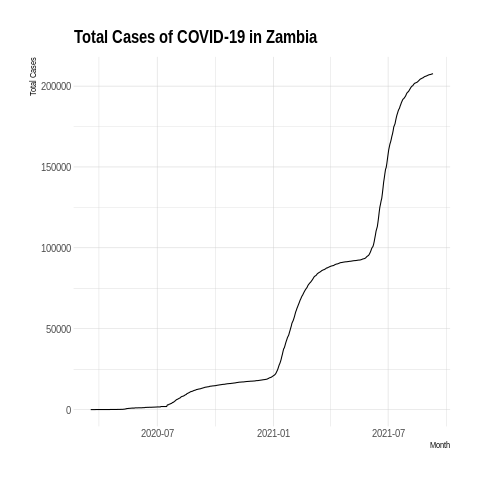 Total Cases of COVID-19 in Zambia
Total Cases
200000
150000
100000
50000
0
2020-07 2021-01 2021-07
Month